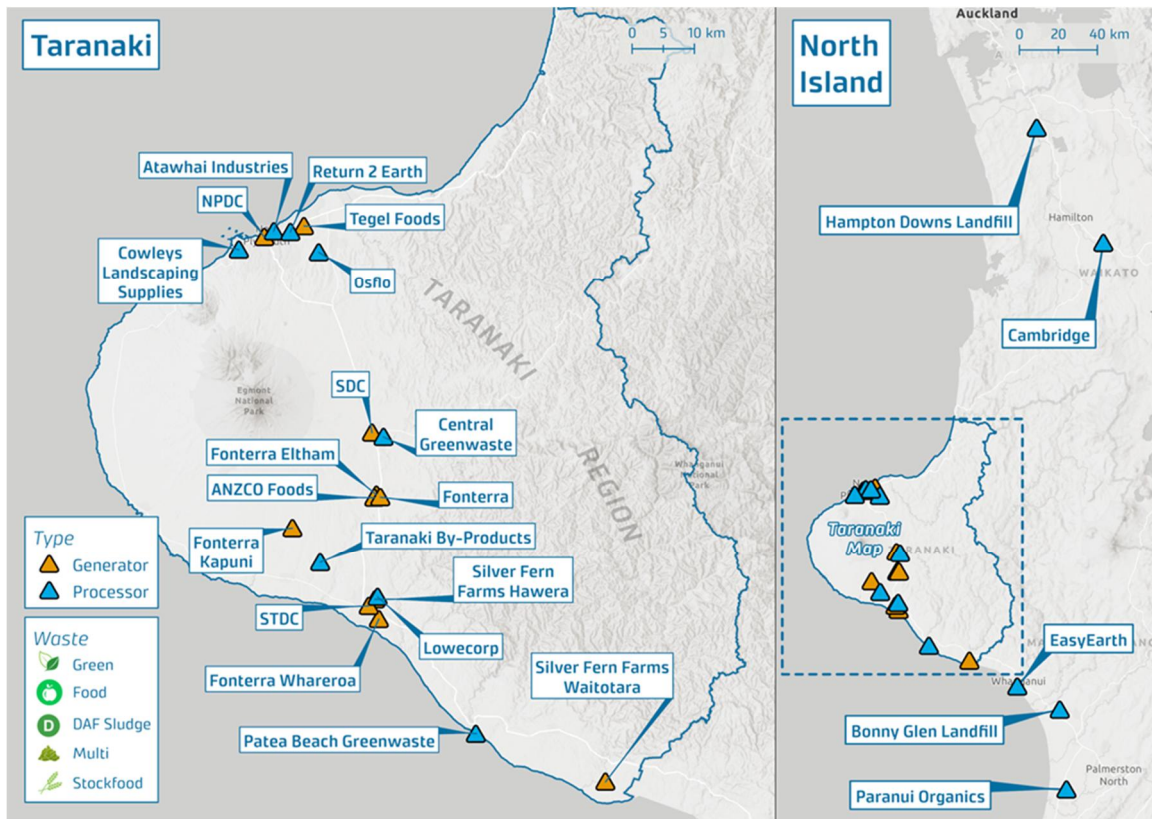 Taranaki
0 5 10 km
Atawhai Industries
Return 2 Earth
NPDC
Tegel Foods
Cowleys
Landscaping
Supplies
Osflo
TARANAKI
REGION
Egmont
National
Park
SDC
Central
Greenwaste
Fonterra Eltham
ANZCO Foods
Fonterra
Whanganui
National
Park
Fonterra
Kapuni
Taranaki By-Products
Silver Fern
Farms Hawera
STDC
Lowecorp
Fonterra Whareroa
Silver Fern Farms
Waitotara
Patea Beach Greenwaste
Type
Generator
Processor
Waste
Green
Food
D
DAF Sludge
Multi
Stockfood
North
Island
Auckland
0 20 40 km
Hampton Downs Landfill
Hamilton
WAIKATO
Cambridge
Taranaki
Map
TARANAKI
EasyEarth
Whanganui
Bonny Glen Landfill
Palmerston
North
Paranui Organics